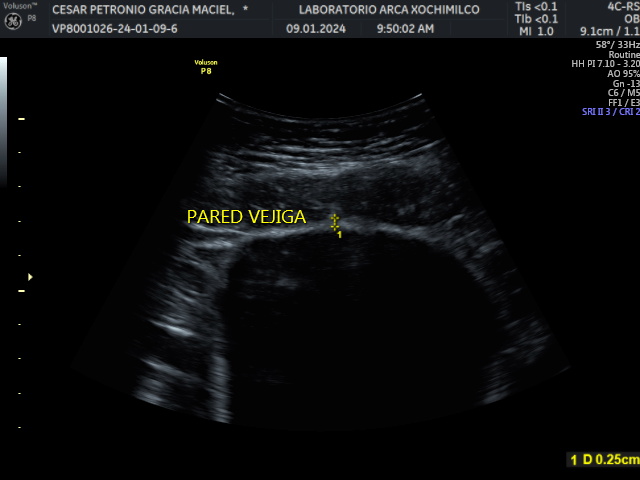 Voluson™
P8
CESAR PETRONIO GRACIA MACIEL, *
LABORATORIO ARCA XOCHIMILCO
TIs <0.1
4C-RS
VP8001026-24-01-09-6
09.01.2024
9:50:02 AM
TIb <0.1
OB
MI 1.0
9.1cm / 1.1
58°/ 33Hz
Routine
HH PI 7.10 - 3.20
AO 95%
Gn -13
C6 / M5
FF1 / E3
SRI II 3 / CRI 2
Voluson
P8
PARED VEJIGA
1
1 D 0.25cm